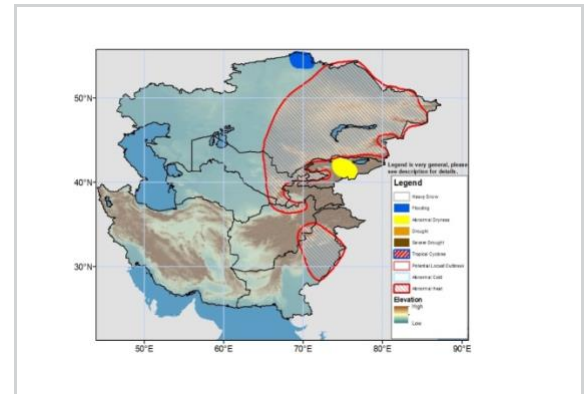 50°N
40°N
30°N
50°E
60°E
70°E
80°E
90°E
Legend is very general, please
see description for details.
Legend
Heavy Snow
Flooding
Abnormal Dryness
Drought
Severe Drought
Tropical Cyclone
Potential Locust Outbreak
Abnormal Cold
Abnormal Heat
Elevation
High
Low